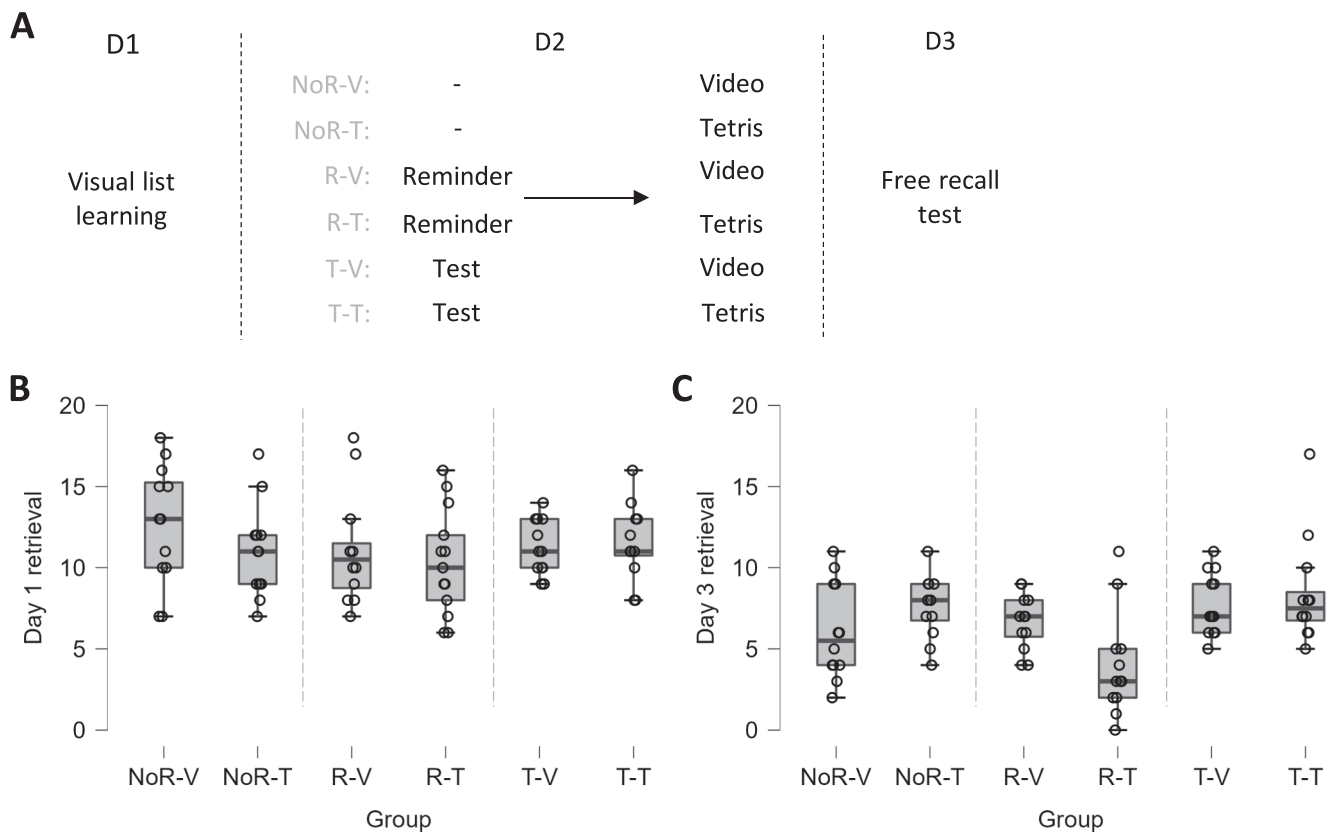 A
D1 D2 D3
NoR-V: - Video
NoR-T: - Tetris
R-V: Reminder Video
Visual list learning Free recall test
R-T: Reminder Tetris
T-V: Test Video
T-T: Test Tetris
B
20
15
10
5
0
Day 1 retrieval
NoR-V NoR-T R-V R-T T-V T-T
Group
C
20
15
10
5
0
Day 3 retrieval
NoR-V NoR-T R-V R-T T-V T-T
Group